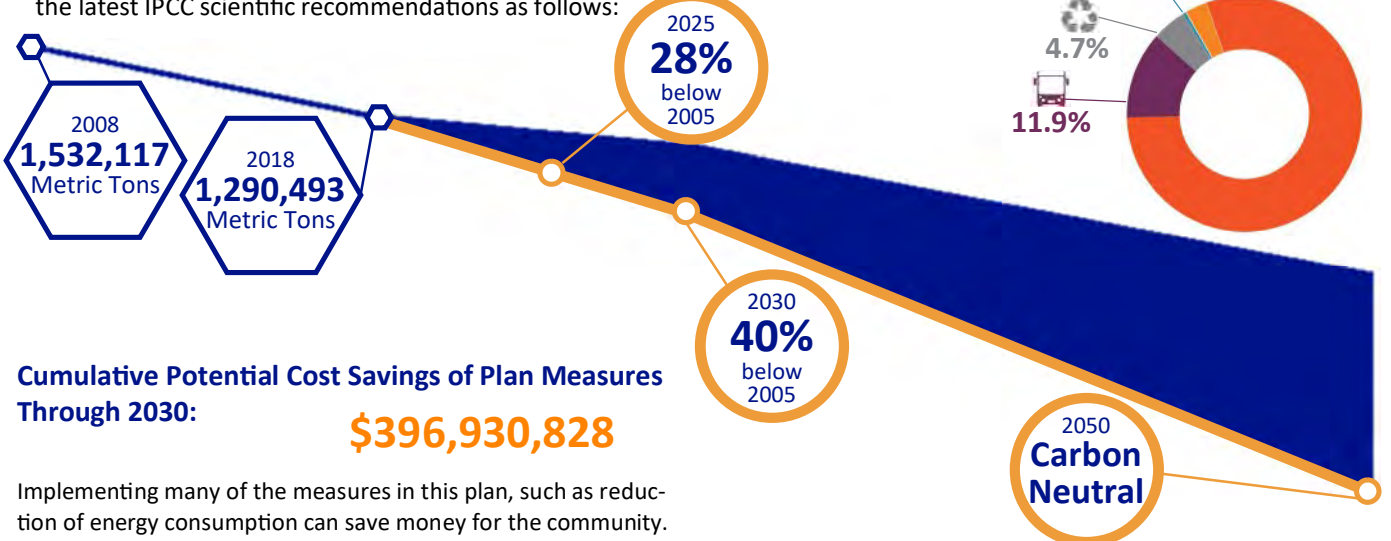 the latest IPCC scientific recommendations as follows:
2025
28%
below
2005
4.7%
11.9%
2008
1,532,117
Metric Tons
2018
1,290,493
Metric Tons
2030
40%
below
2005
Cumulative Potential Cost Savings of Plan Measures
Through 2030:
$396,930,828
2050
Carbon
Neutral
Implementing many of the measures in this plan, such as reduc-
tion of energy consumption can save money for the community.